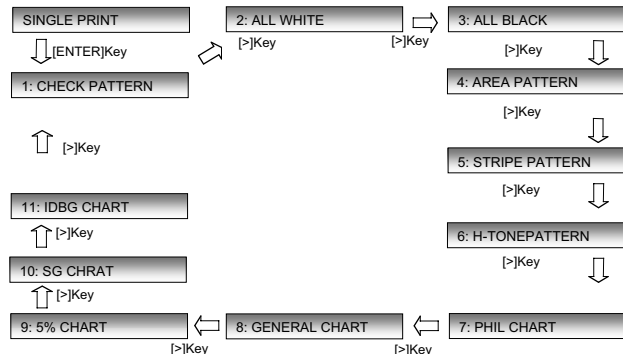 SINGLE PRINT
[ENTER]Key
1: CHECK PATTERN
[>]Key
2: ALL WHITE
[>]Key
3: ALL BLACK
[>]Key
4: AREA PATTERN
[>]Key
5: STRIPE PATTERN
[>]Key
6: H-TONEPATTERN
[>]Key
7: PHIL CHART
[>]Key
8: GENERAL CHART
[>]Key
9: 5% CHART
[>]Key
10: SG CHRAT
[>]Key
11: IDBG CHART
[>]Key